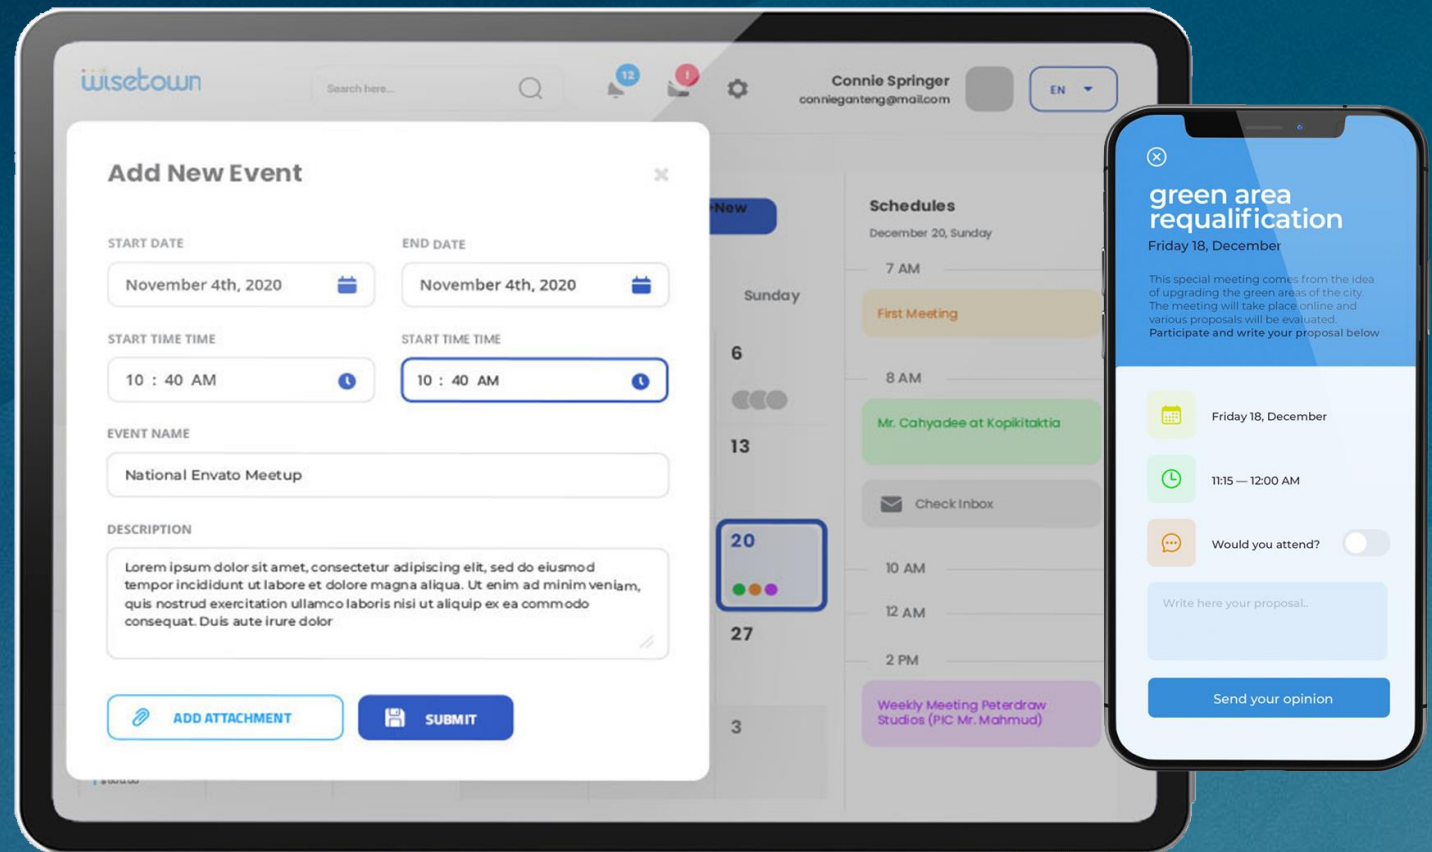 wisetown
Search here...
12
!
Connie Springer
connieganteng@mail.com
EN
Add New Event
START DATE
END DATE
November 4th, 2020
November 4th, 2020
START TIME TIME
START TIME TIME
10 : 40 AM
10 : 40 AM
EVENT NAME
National Envato Meetup
DESCRIPTION
Lorem ipsum dolor sit amet, consectetur adipiscing elit, sed do eiusmod
tempor incididunt ut labore et dolore magna aliqua. Ut enim ad minim veniam,
quis nostrud exercitation ullamco laboris nisi ut aliquip ex ea commodo
consequat. Duis aute irure dolor
ADD ATTACHMENT
SUBMIT
New
Sunday
6
13
20
27
3
Schedules
December 20, Sunday
7 AM
First Meeting
8 AM
Mr. Cahyadee at Kopikitaktia
Check Inbox
10 AM
12 AM
2 PM
Weekly Meeting Peterdraw
Studios (PIC Mr. Mahmud)
green area
requalification
Friday 18, December
This special meeting comes from the idea
of upgrading the green areas of the city.
The meeting will take place online and
various proposals will be evaluated.
Participate and write your proposal below
Friday 18, December
11:15 — 12:00 AM
Would you attend?
Write here your proposal..
Send your opinion